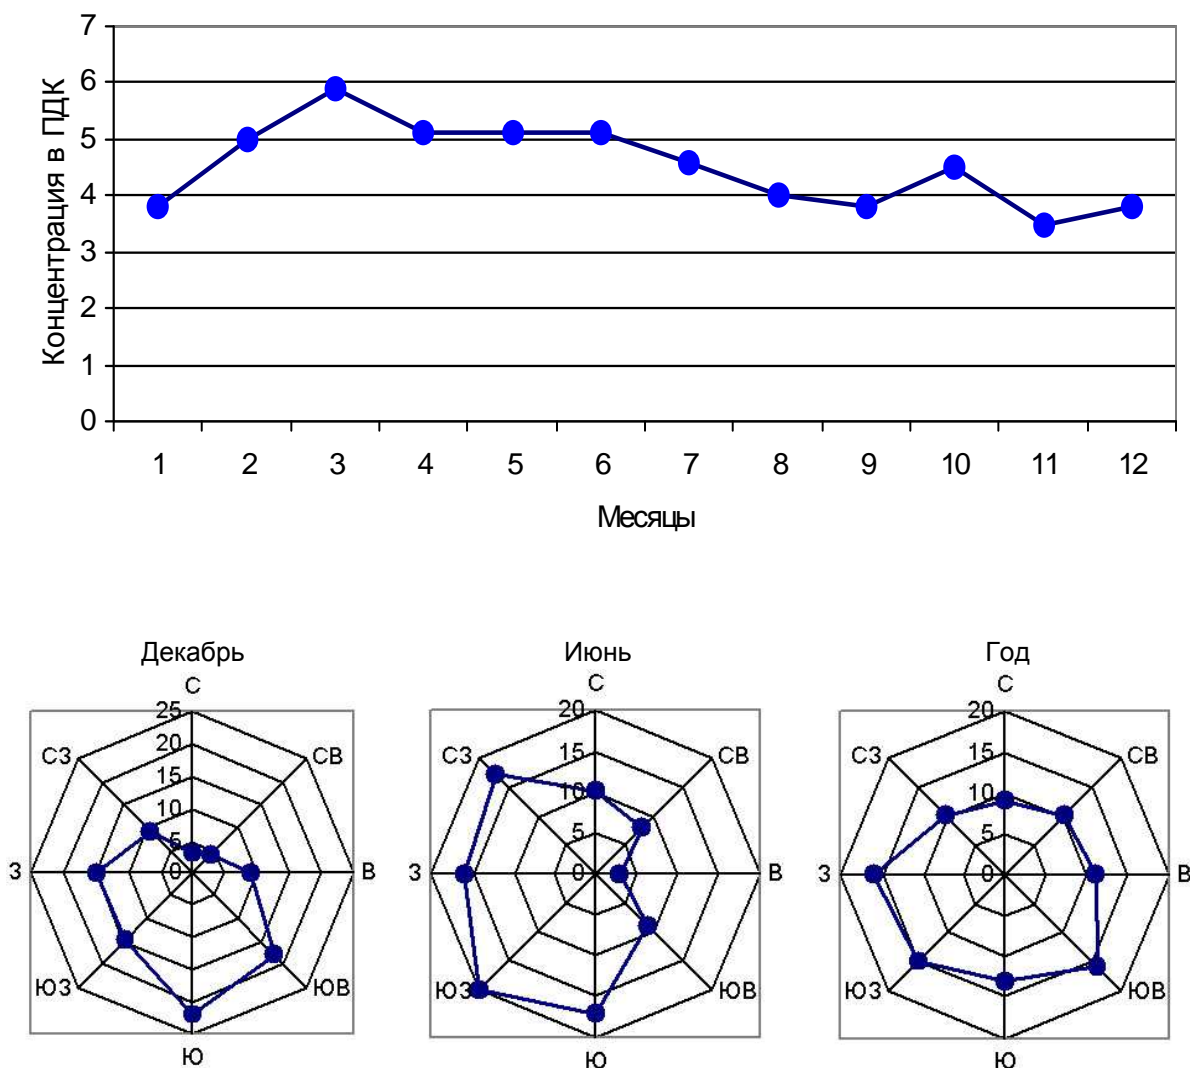 7
6
5
4
3
2
1
0
Концентрация в ПДК
1 2 3 4 5 6 7 8 9 10 11 12
Месяцы
Декабрь
С
25
20
15
10
5
0
СВ
В
ЮВ
Ю
ЮЗ
З
СЗ
Июнь
С
20
15
10
5
0
СВ
В
ЮВ
Ю
ЮЗ
З
СЗ
Год
С
20
15
10
5
0
СВ
В
ЮВ
Ю
ЮЗ
З
СЗ